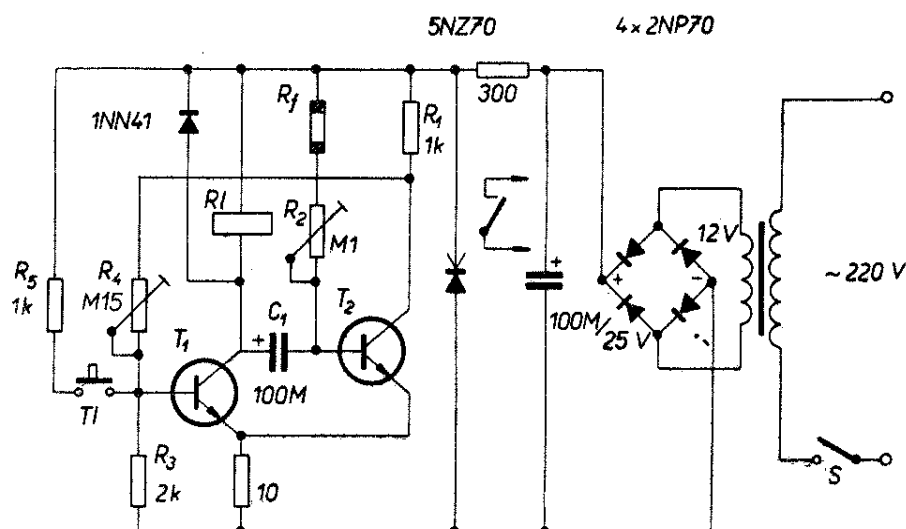 5NZ70
4 x 2NP70
1NN41
Rf
R1
1k
300
Rl
R2
M1
12 V
+
−
~ 220 V
R5
1k
R4
M15
T1
+
C1
100M
T2
+
100M/
25 V
Tl
R3
2k
10
S